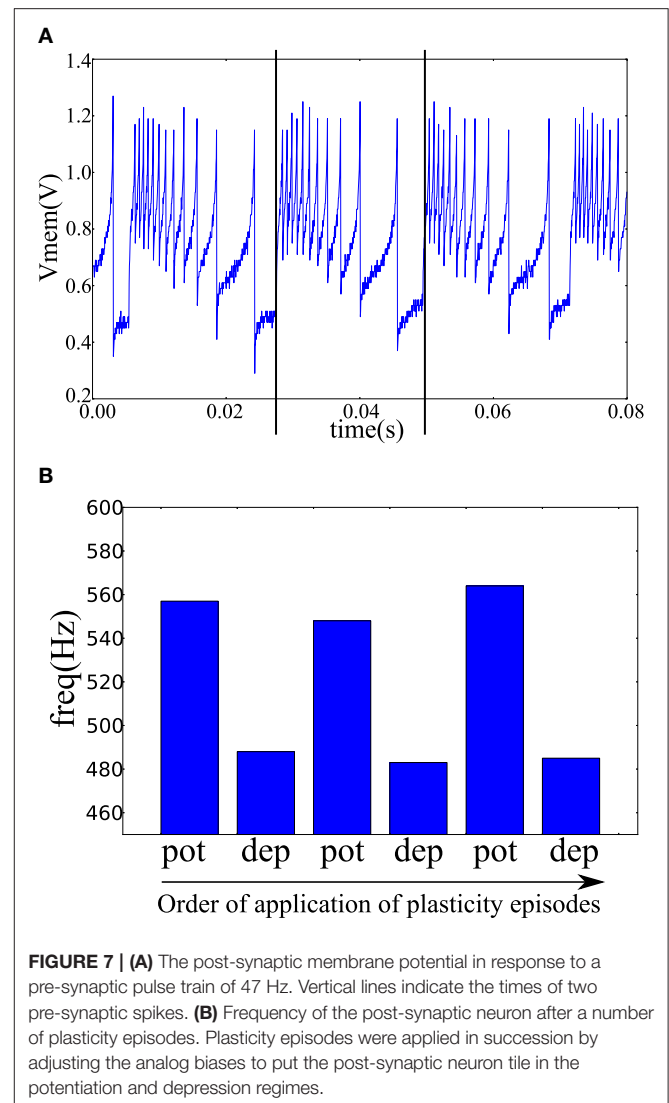 A
1.4
1.2
1.0
0.8
0.6
0.4
0.2
Vmem(V)
0.00 0.02 0.04 0.06 0.08
time(s)
B
600
580
560
540
520
500
480
460
freq(Hz)
pot dep pot dep pot dep
Order of application of plasticity episodes
FIGURE 7 | (A) The post-synaptic membrane potential in response to a
pre-synaptic pulse train of 47 Hz. Vertical lines indicate the times of two
pre-synaptic spikes. (B) Frequency of the post-synaptic neuron after a number
of plasticity episodes. Plasticity episodes were applied in succession by
adjusting the analog biases to put the post-synaptic neuron tile in the
potentiation and depression regimes.